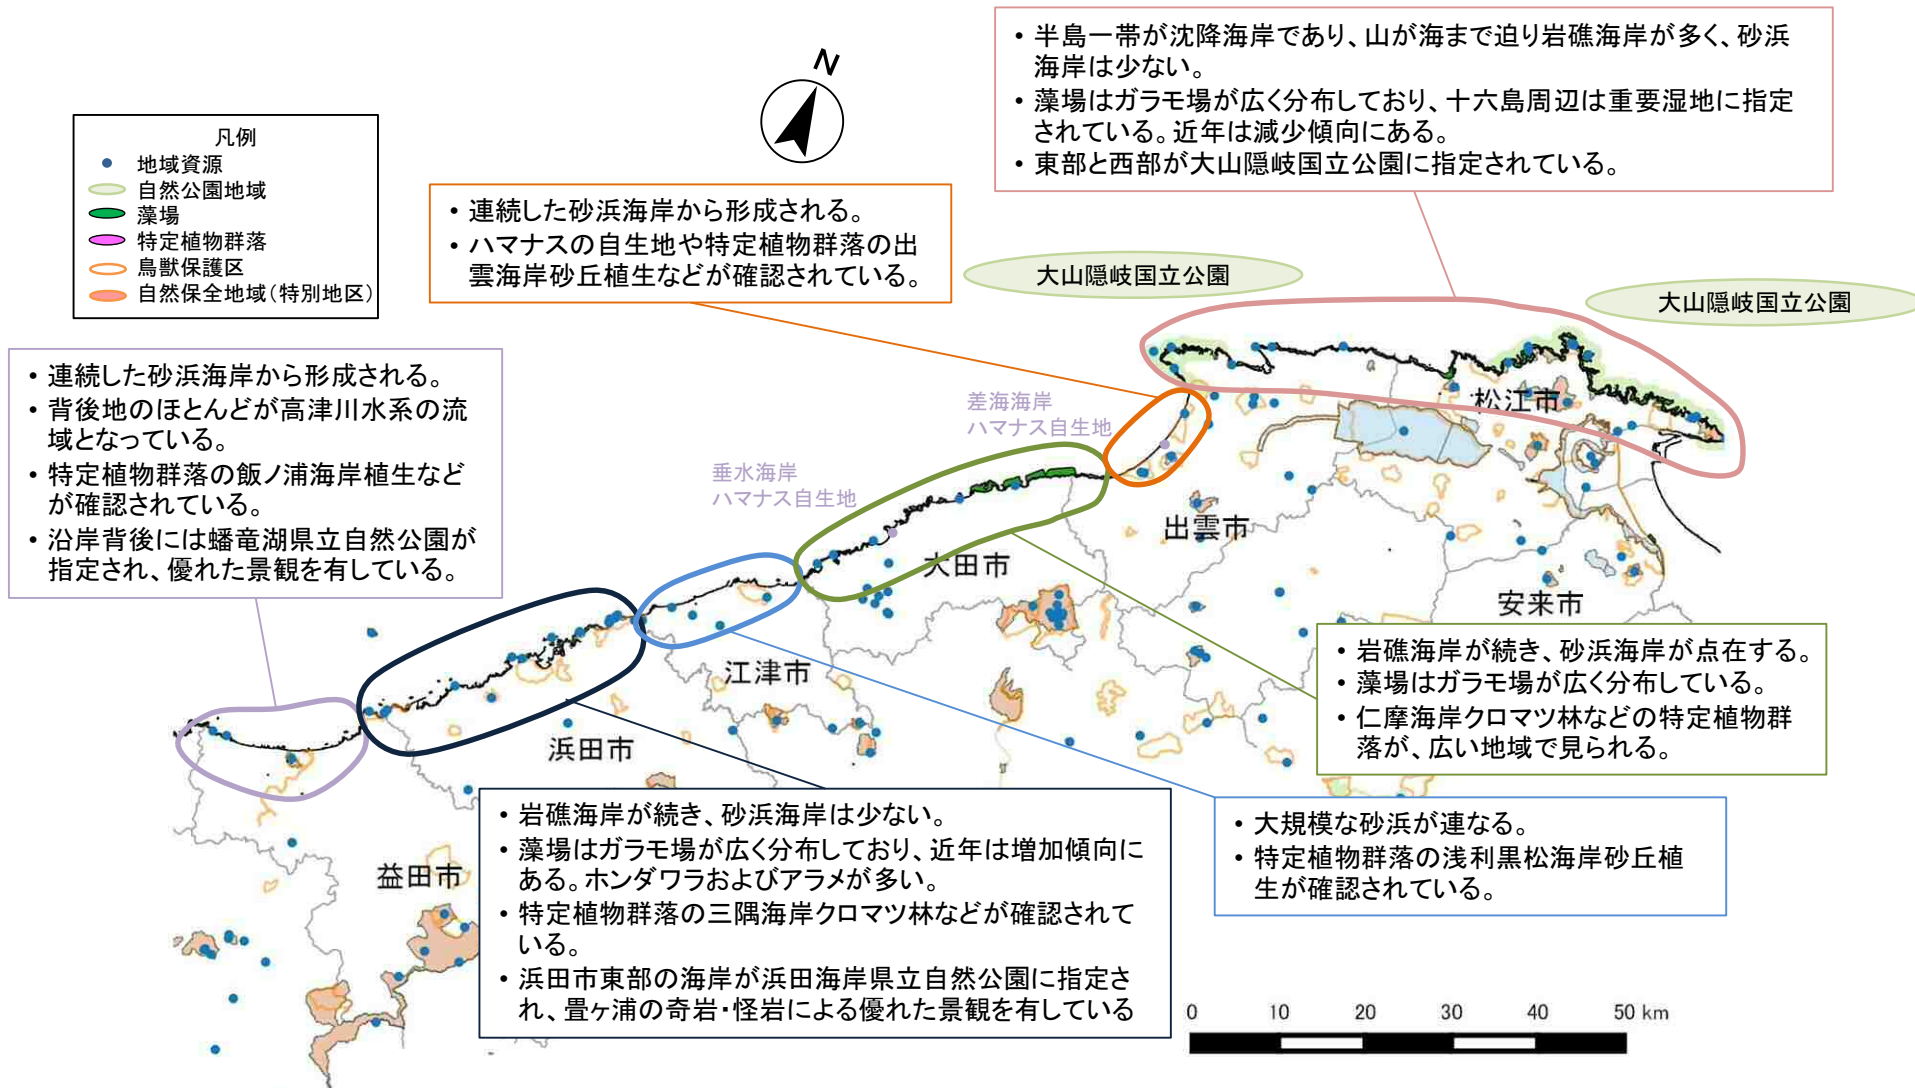 N
・半島一帯が沈降海岸であり、山が海まで迫り岩礁海岸が多く、砂浜
海岸は少ない。
・藻場はガラモ場が広く分布しており、十六島周辺は重要湿地に指定
されている。近年は減少傾向にある。
・東部と西部が大山隠岐国立公園に指定されている。
凡例
地域資源
自然公園地域
藻場
特定植物群落
鳥獣保護区
自然保全地域(特別地区)
・連続した砂浜海岸から形成される。
・ハマナスの自生地や特定植物群落の出
雲海岸砂丘植生などが確認されている。
大山隠岐国立公園
大山隠岐国立公園
・連続した砂浜海岸から形成される。
・背後地のほとんどが高津川水系の流
域となっている。
・特定植物群落の飯ノ浦海岸植生など
が確認されている。
・沿岸背後には蟠竜湖県立自然公園が
指定され、優れた景観を有している。
差海海岸
ハマナス自生地
垂水海岸
ハマナス自生地
松江市
出雲市
大田市
安来市
江津市
浜田市
益田市
・岩礁海岸が続き、砂浜海岸が点在する。
・藻場はガラモ場が広く分布している。
・仁摩海岸クロマツ林などの特定植物群
落が、広い地域で見られる。
・岩礁海岸が続き、砂浜海岸は少ない。
・藻場はガラモ場が広く分布しており、近年は増加傾向に
ある。ホンダワラおよびアラメが多い。
・特定植物群落の三隅海岸クロマツ林などが確認されて
いる。
・浜田市東部の海岸が浜田海岸県立自然公園に指定さ
れ、畳ヶ浦の奇岩・怪岩による優れた景観を有している
・大規模な砂浜が連なる。
・特定植物群落の浅利黒松海岸砂丘植
生が確認されている。
0 10 20 30 40 50 km